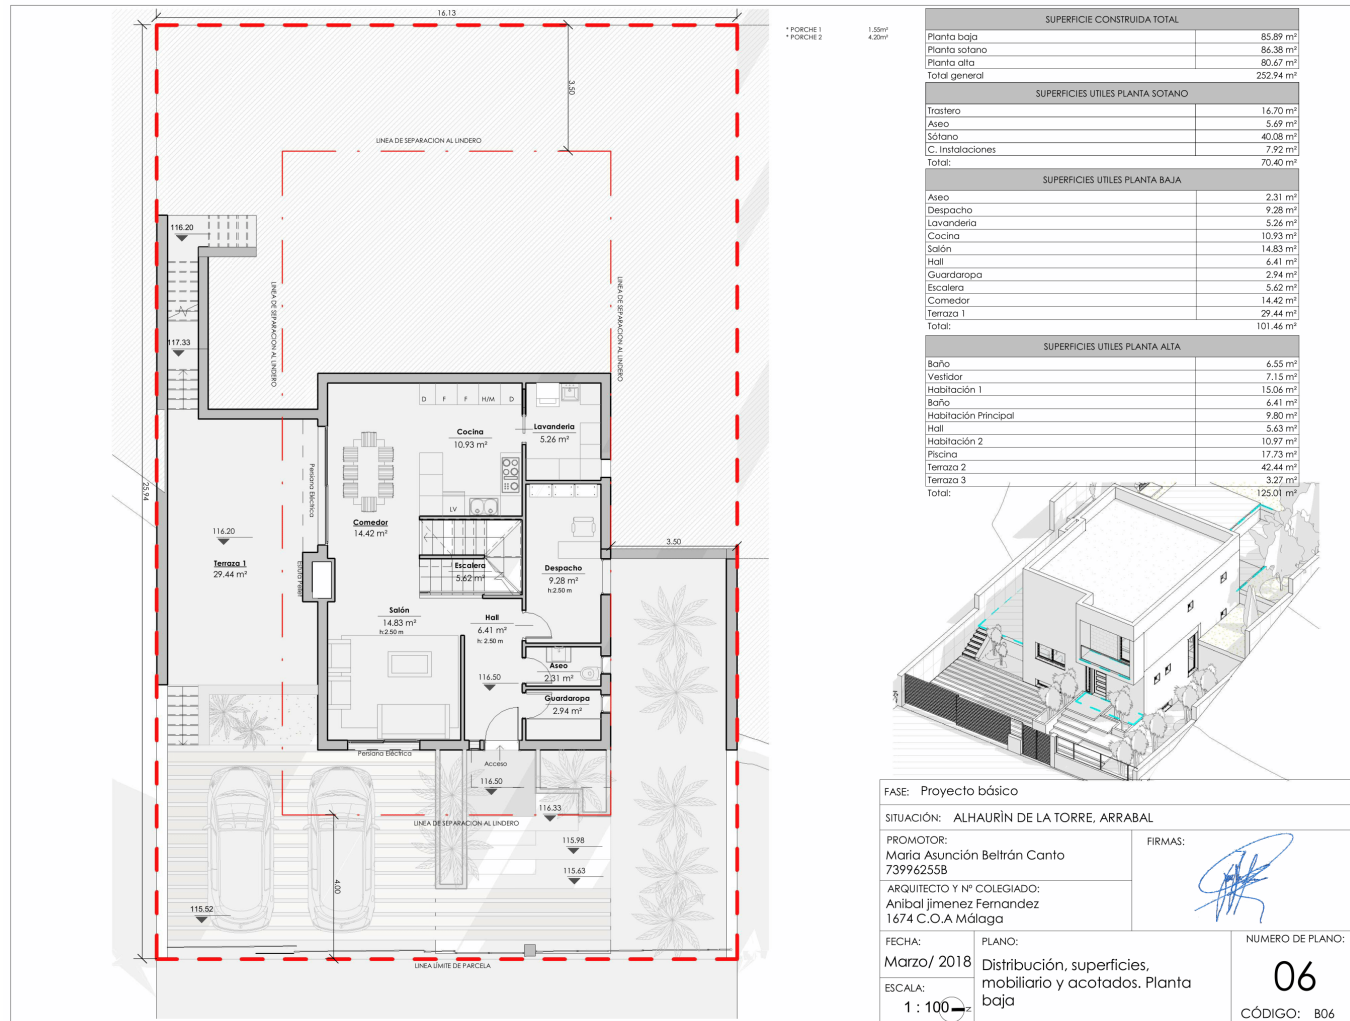 16.13
3.50
LINEA DE SEPARACION AL LINDERO
116.20
LINEA DE SEPARACION AL LINDERO
LINEA DE SEPARACION AL LINDERO
117.33
25.94
D F F H/M D
Cocina
10.93 m²
Lavanderia
5.26 m²
Persiana Eléctrica
LV
Comedor
14.42 m²
116.20
Terraza 1
29.44 m²
Estufa Pellet
Escalera
5.62 m²
Despacho
9.28 m²
h:2.50 m
3.50
Salón
14.83 m²
h:2.50 m
Hall
6.41 m²
h: 2.50 m
Aseo
2.31 m²
116.50
Guardaropa
2.94 m²
Persiana Eléctrica
Acceso
116.50
116.33
LINEA DE SEPARACION AL LINDERO
115.98
115.63
4.00
115.52
LINEA LIMITE DE PARCELA
* PORCHE 1 1.55m²
* PORCHE 2 4.20m²
SUPERFICIE CONSTRUIDA TOTAL
Planta baja 85.89 m²
Planta sotano 86.38 m²
Planta alta 80.67 m²
Total general 252.94 m²
SUPERFICIES UTILES PLANTA SOTANO
Trastero 16.70 m²
Aseo 5.69 m²
Sótano 40.08 m²
C. Instalaciones 7.92 m²
Total: 70.40 m²
SUPERFICIES UTILES PLANTA BAJA
Aseo 2.31 m²
Despacho 9.28 m²
Lavanderia 5.26 m²
Cocina 10.93 m²
Salón 14.83 m²
Hall 6.41 m²
Guardaropa 2.94 m²
Escalera 5.62 m²
Comedor 14.42 m²
Terraza 1 29.44 m²
Total: 101.46 m²
SUPERFICIES UTILES PLANTA ALTA
Baño 6.55 m²
Vestidor 7.15 m²
Habitación 1 15.06 m²
Baño 6.41 m²
Habitación Principal 9.80 m²
Hall 5.63 m²
Habitación 2 10.97 m²
Piscina 17.73 m²
Terraza 2 42.44 m²
Terraza 3 3.27 m²
Total: 125.01 m²
FASE: Proyecto básico
SITUACIÓN: ALHAURÌN DE LA TORRE, ARRABAL
PROMOTOR:
Maria Asunción Beltrán Canto
73996255B
FIRMAS:
ARQUITECTO Y Nº COLEGIADO:
Anibal jimenez Fernandez
1674 C.O.A Málaga
FECHA:
Marzo/ 2018
ESCALA:
1 : 100
N
PLANO:
Distribución, superficies,
mobiliario y acotados. Planta
baja
NUMERO DE PLANO:
06
CÓDIGO: B06